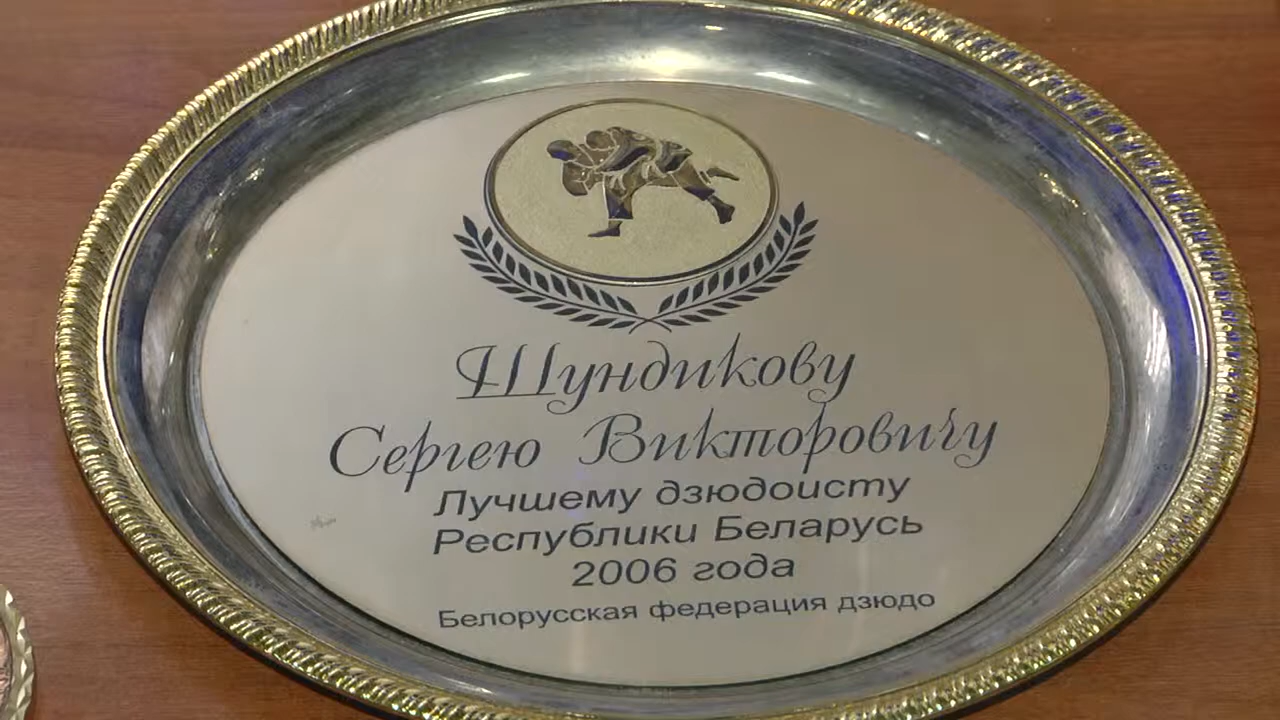 Шундикову
Сергею Викторовичу
Лучшему дзюдоисту
Республики Беларусь
2006 года
Белорусская федерация дзюдо